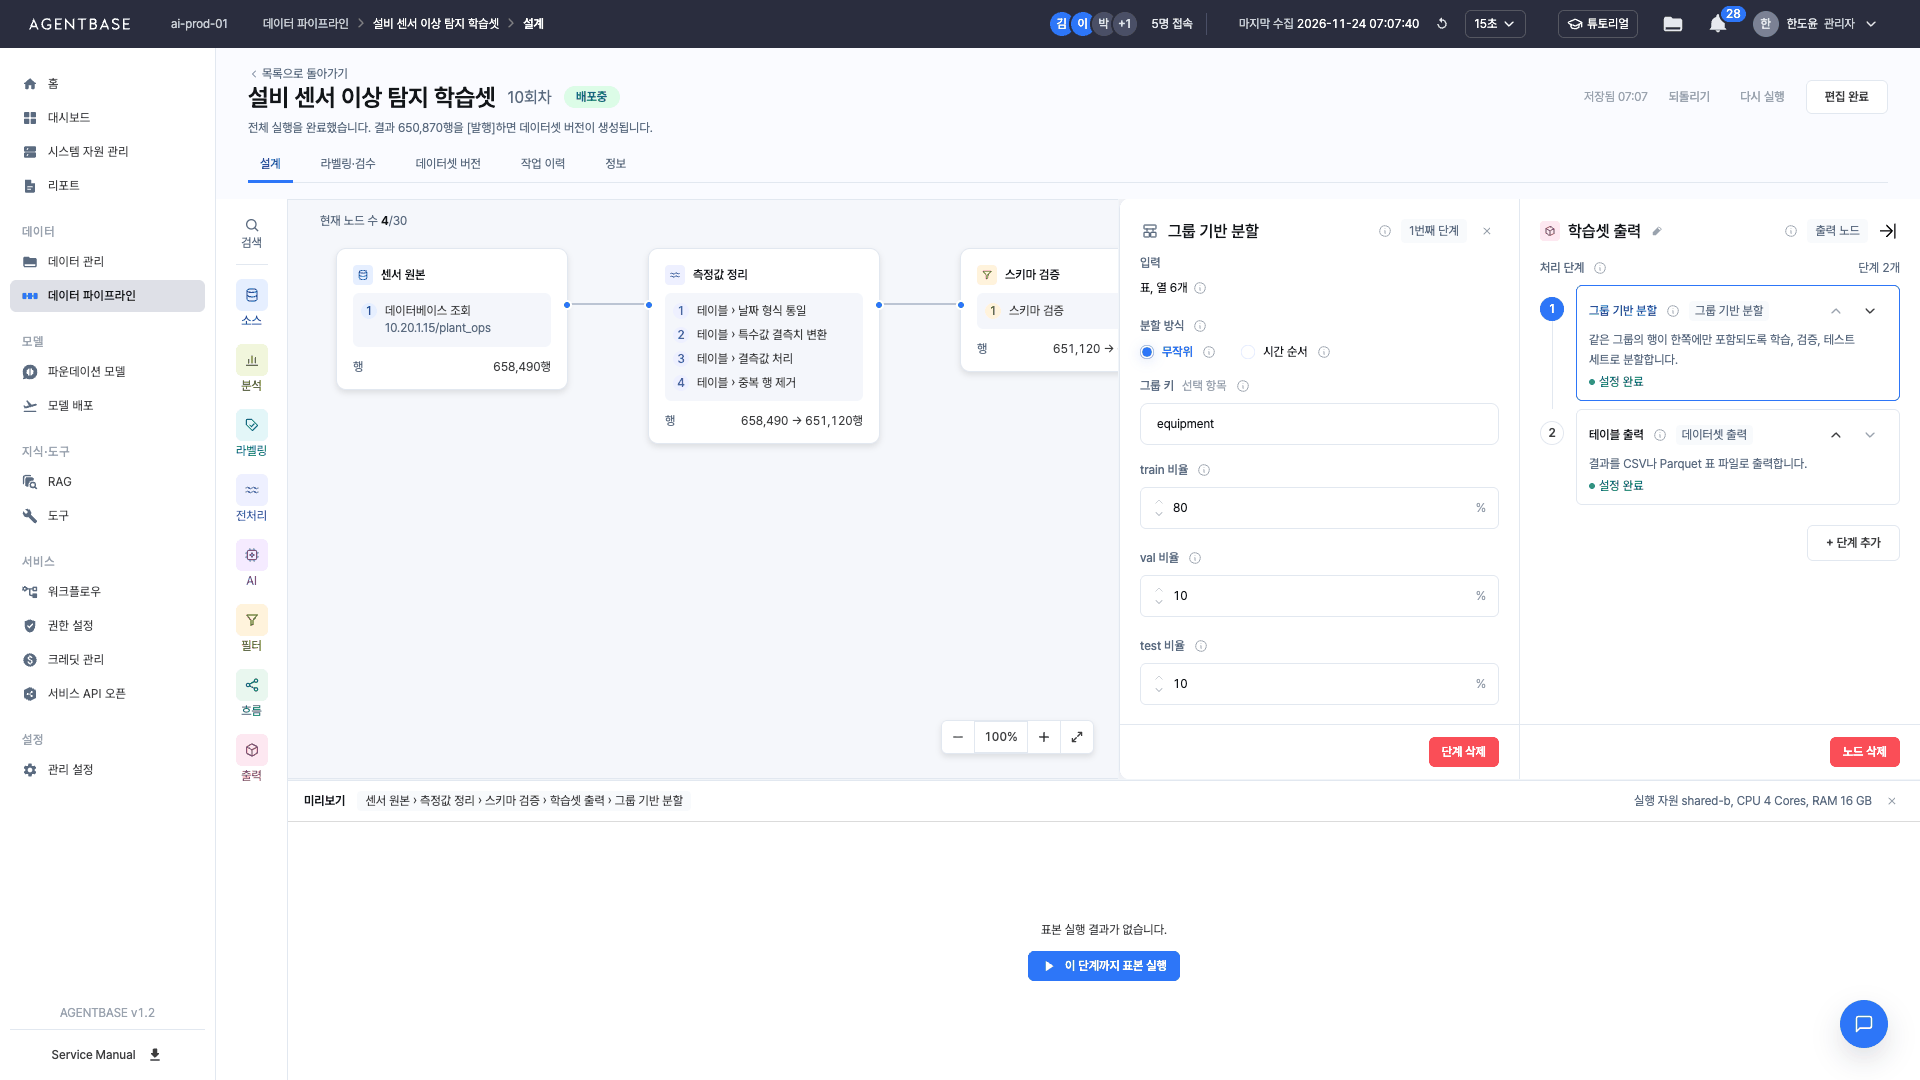 AGENTBASE
ai-prod-01
데이터 파이프라인 > 설비 센서 이상 탐지 학습셋 > 설계
김 이 박 +1 5명 접속
마지막 수집 2026-11-24 07:07:40
15초
튜토리얼
28
한 한도윤 관리자
홈
대시보드
시스템 자원 관리
리포트
데이터
데이터 관리
데이터 파이프라인
모델
파운데이션 모델
모델 배포
지식·도구
RAG
도구
서비스
워크플로우
권한 설정
크레딧 관리
서비스 API 오픈
설정
관리 설정
AGENTBASE v1.2
Service Manual
목록으로 돌아가기
설비 센서 이상 탐지 학습셋 10회차 배포중
전체 실행을 완료했습니다. 결과 650,870행을 [발행]하면 데이터셋 버전이 생성됩니다.
저장됨 07:07 되돌리기 다시 실행 편집 완료
설계 라벨링·검수 데이터셋 버전 작업 이력 정보
검색
소스
분석
라벨링
전처리
AI
필터
흐름
출력
현재 노드 수 4/30
센서 원본
1 데이터베이스 조회
10.20.1.15/plant_ops
행 658,490행
측정값 정리
1 테이블 › 날짜 형식 통일
2 테이블 › 특수값 결측치 변환
3 테이블 › 결측값 처리
4 테이블 › 중복 행 제거
행 658,490 → 651,120행
스키마 검증
1 스키마 검증
행 651,120 →
100%
그룹 기반 분할 1번째 단계
입력
표, 열 6개
분할 방식
무작위 시간 순서
그룹 키 선택 항목
equipment
train 비율
80 %
val 비율
10 %
test 비율
10 %
단계 삭제
학습셋 출력 출력 노드
처리 단계 단계 2개
1 그룹 기반 분할 그룹 기반 분할
같은 그룹의 행이 한쪽에만 포함되도록 학습, 검증, 테스트
세트로 분할합니다.
설정 완료
2 테이블 출력 데이터셋 출력
결과를 CSV나 Parquet 표 파일로 출력합니다.
설정 완료
+ 단계 추가
노드 삭제
미리보기 센서 원본 › 측정값 정리 › 스키마 검증 › 학습셋 출력 › 그룹 기반 분할
실행 자원 shared-b, CPU 4 Cores, RAM 16 GB
표본 실행 결과가 없습니다.
이 단계까지 표본 실행